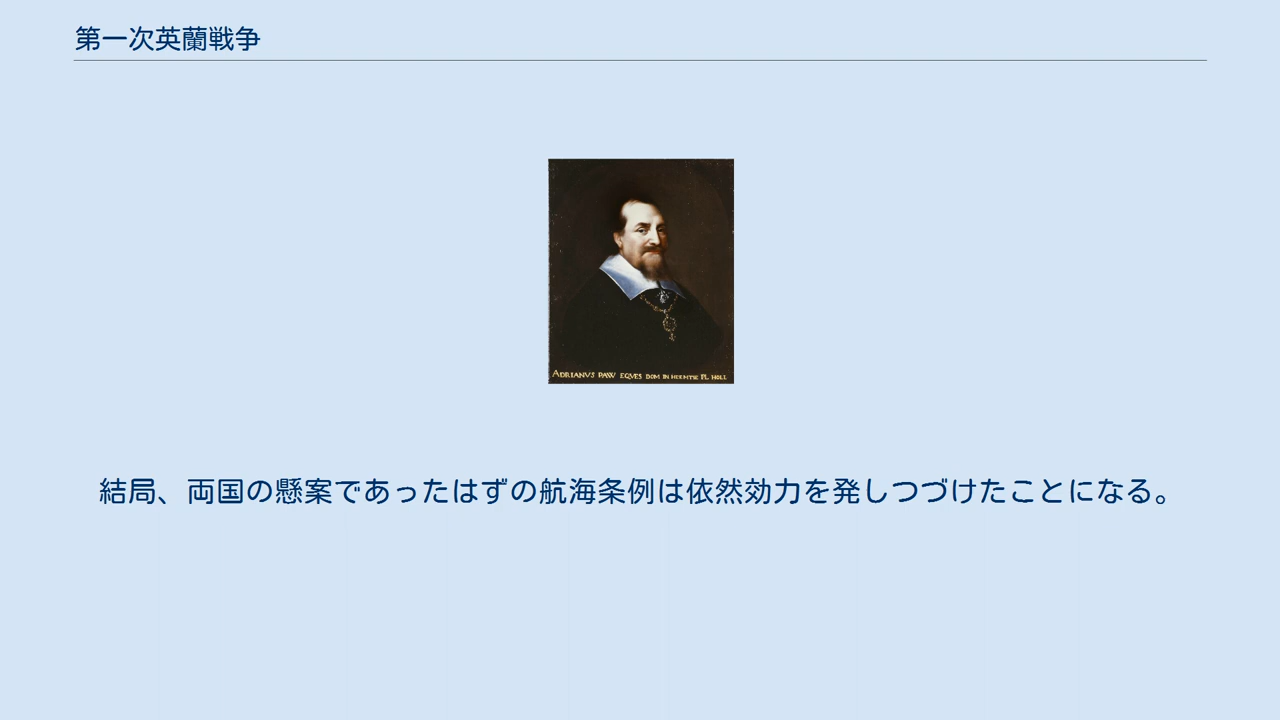 第一次英蘭戦争
ADRIANVS PAW EQVES DOM IN HEEMTSE PL HOLL
結局、両国の懸案であったはずの航海条例は依然効力を発しつづけたことになる。